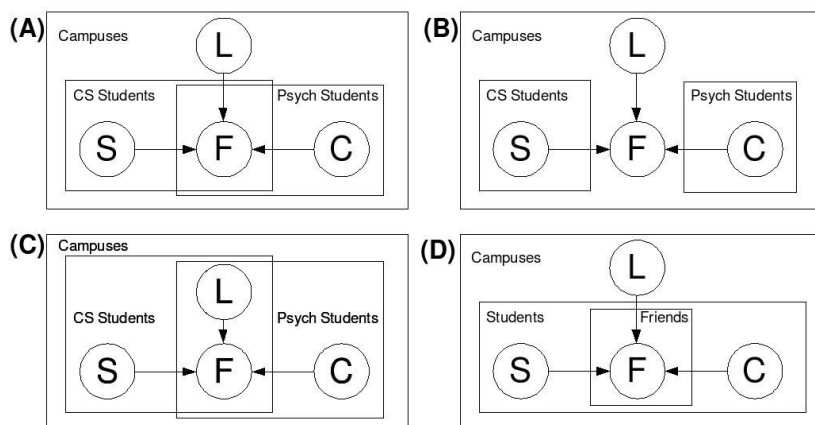 (A)
Campuses
L
CS Students
Psych Students
S
F
C
(B)
Campuses
L
CS Students
Psych Students
S
F
C
(C)
Campuses
L
CS Students
Psych Students
S
F
C
(D)
Campuses
L
Students
Friends
S
F
C